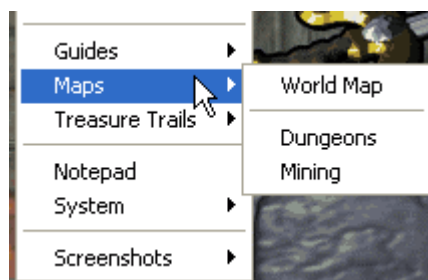 Guides
Maps
Treasure Trails
Notepad
System
Screenshots
World Map
Dungeons
Mining